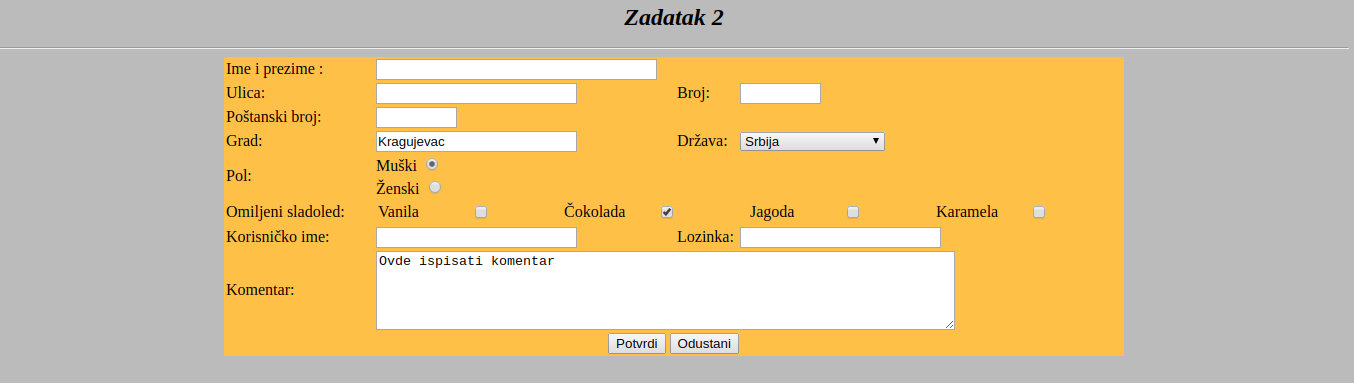 Zadatak 2
Ime i prezime :
Ulica: Broj:
Poštanski broj:
Grad: Kragujevac Država: Srbija
Pol:
Muški
Ženski
Omiljeni sladoled: Vanila Čokolada Jagoda Karamela
Korisničko ime: Lozinka:
Komentar:
Ovde ispisati komentar
Potvrdi Odustani